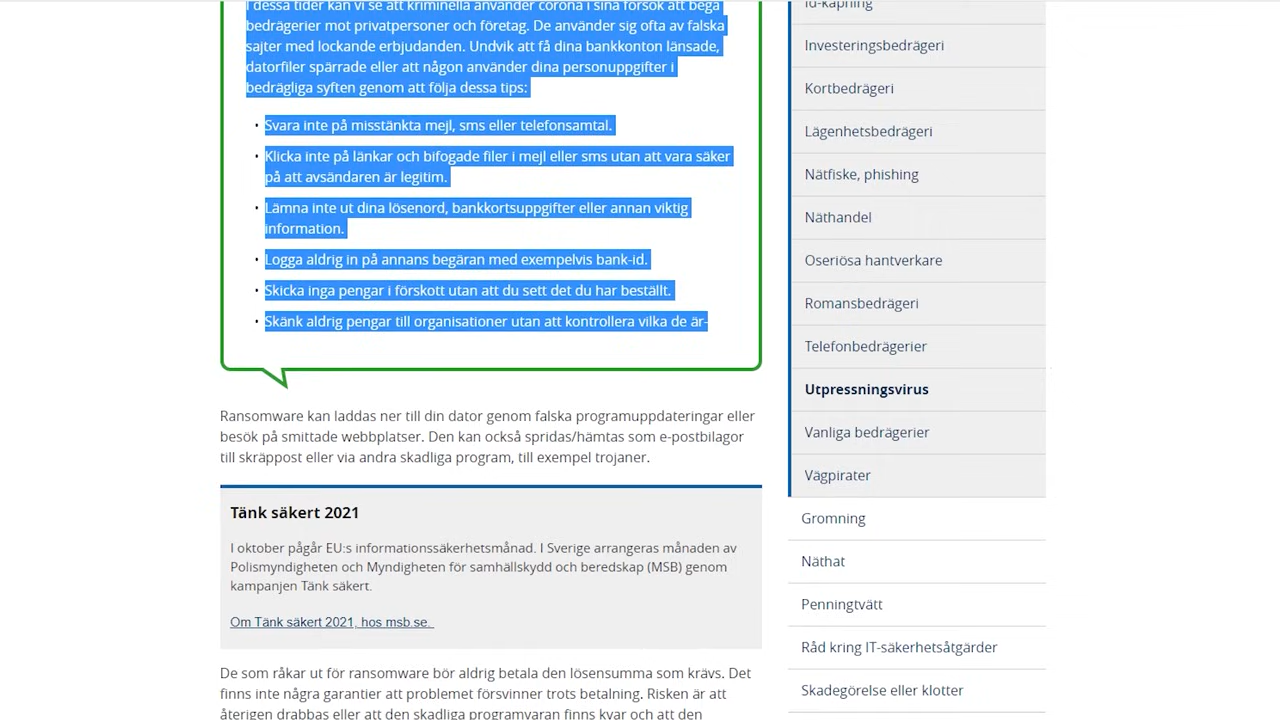 I dessa tider kan vi se att kriminella använder corona i sina försök att begå
bedrägerier mot privatpersoner och företag. De använder sig ofta av falska
sajter med lockande erbjudanden. Undvik att få dina bankkonton länsade,
datorfiler spärrade eller att någon använder dina personuppgifter i
bedrägliga syften genom att följa dessa tips:
• Svara inte på misstänkta mejl, sms eller telefonsamtal.
• Klicka inte på länkar och bifogade filer i mejl eller sms utan att vara säker
på att avsändaren är legitim.
• Lämna inte ut dina lösenord, bankkortsuppgifter eller annan viktig
information.
• Logga aldrig in på annans begäran med exempelvis bank-id.
• Skicka inga pengar i förskott utan att du sett det du har beställt.
• Skänk aldrig pengar till organisationer utan att kontrollera vilka de är-
Ransomware kan laddas ner till din dator genom falska programuppdateringar eller
besök på smittade webbplatser. Den kan också spridas/hämtas som e-postbilagor
till skräppost eller via andra skadliga program, till exempel trojaner.
Tänk säkert 2021
I oktober pågår EU:s informationssäkerhetsmånad. I Sverige arrangeras månaden av
Polismyndigheten och Myndigheten för samhällskydd och beredskap (MSB) genom
kampanjen Tänk säkert.
Om Tänk säkert 2021, hos msb.se.
De som råkar ut för ransomware bör aldrig betala den lösensumma som krävs. Det
finns inte några garantier att problemet försvinner trots betalning. Risken är att
återigen drabbas eller att den skadliga programvaran finns kvar och att den
Id-kapning
Investeringsbedrägeri
Kortbedrägeri
Lägenhetsbedrägeri
Nätfiske, phishing
Näthandel
Oseriösa hantverkare
Romansbedrägeri
Telefonbedrägerier
Utpressningsvirus
Vanliga bedrägerier
Vägpirater
Gromning
Näthat
Penningtvätt
Råd kring IT-säkerhetsåtgärder
Skadegörelse eller klotter